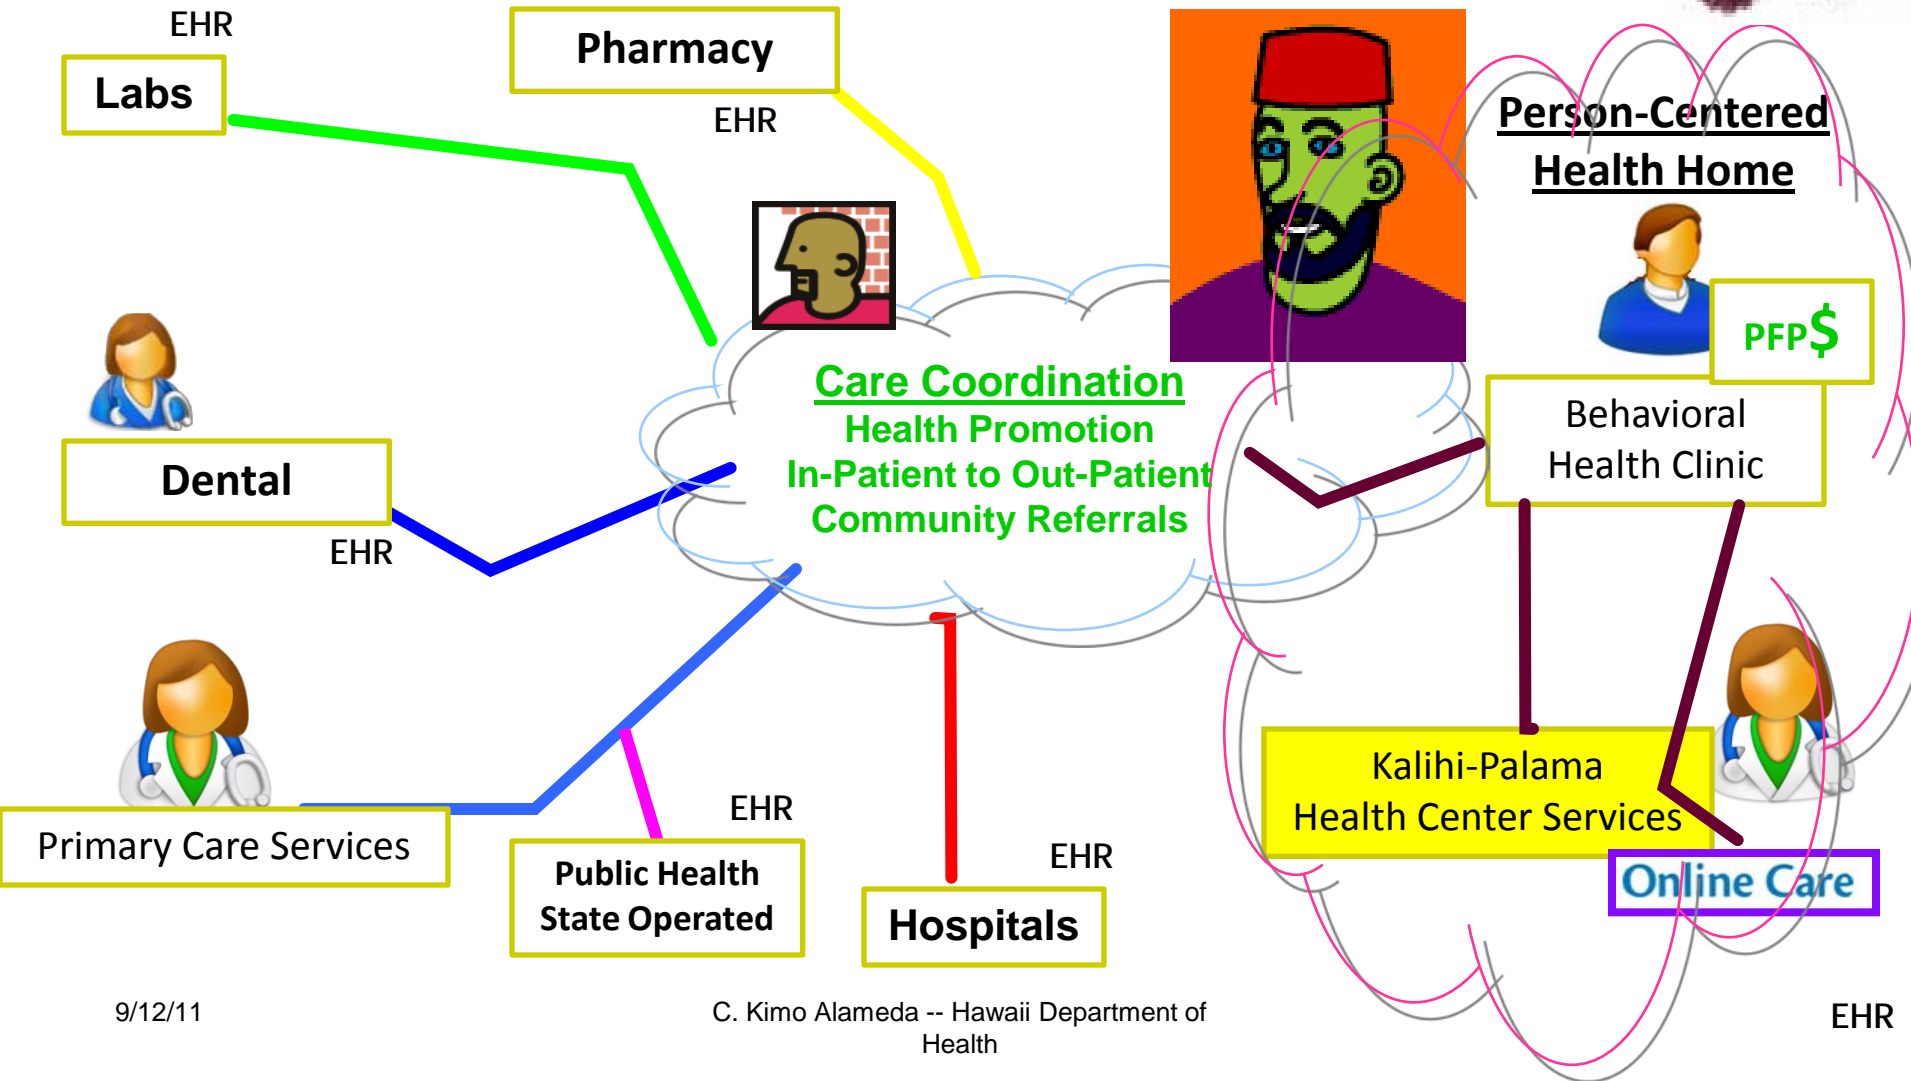 EHR
Labs
Pharmacy
EHR
Person-Centered
Health Home
PFP$
Care Coordination
Health Promotion
In-Patient to Out-Patient
Community Referrals
Behavioral
Health Clinic
Dental
EHR
Kalihi-Palama
Health Center Services
Online Care
Primary Care Services
EHR
Public Health
State Operated
EHR
Hospitals
9/12/11
C. Kimo Alameda -- Hawaii Department of
Health
EHR